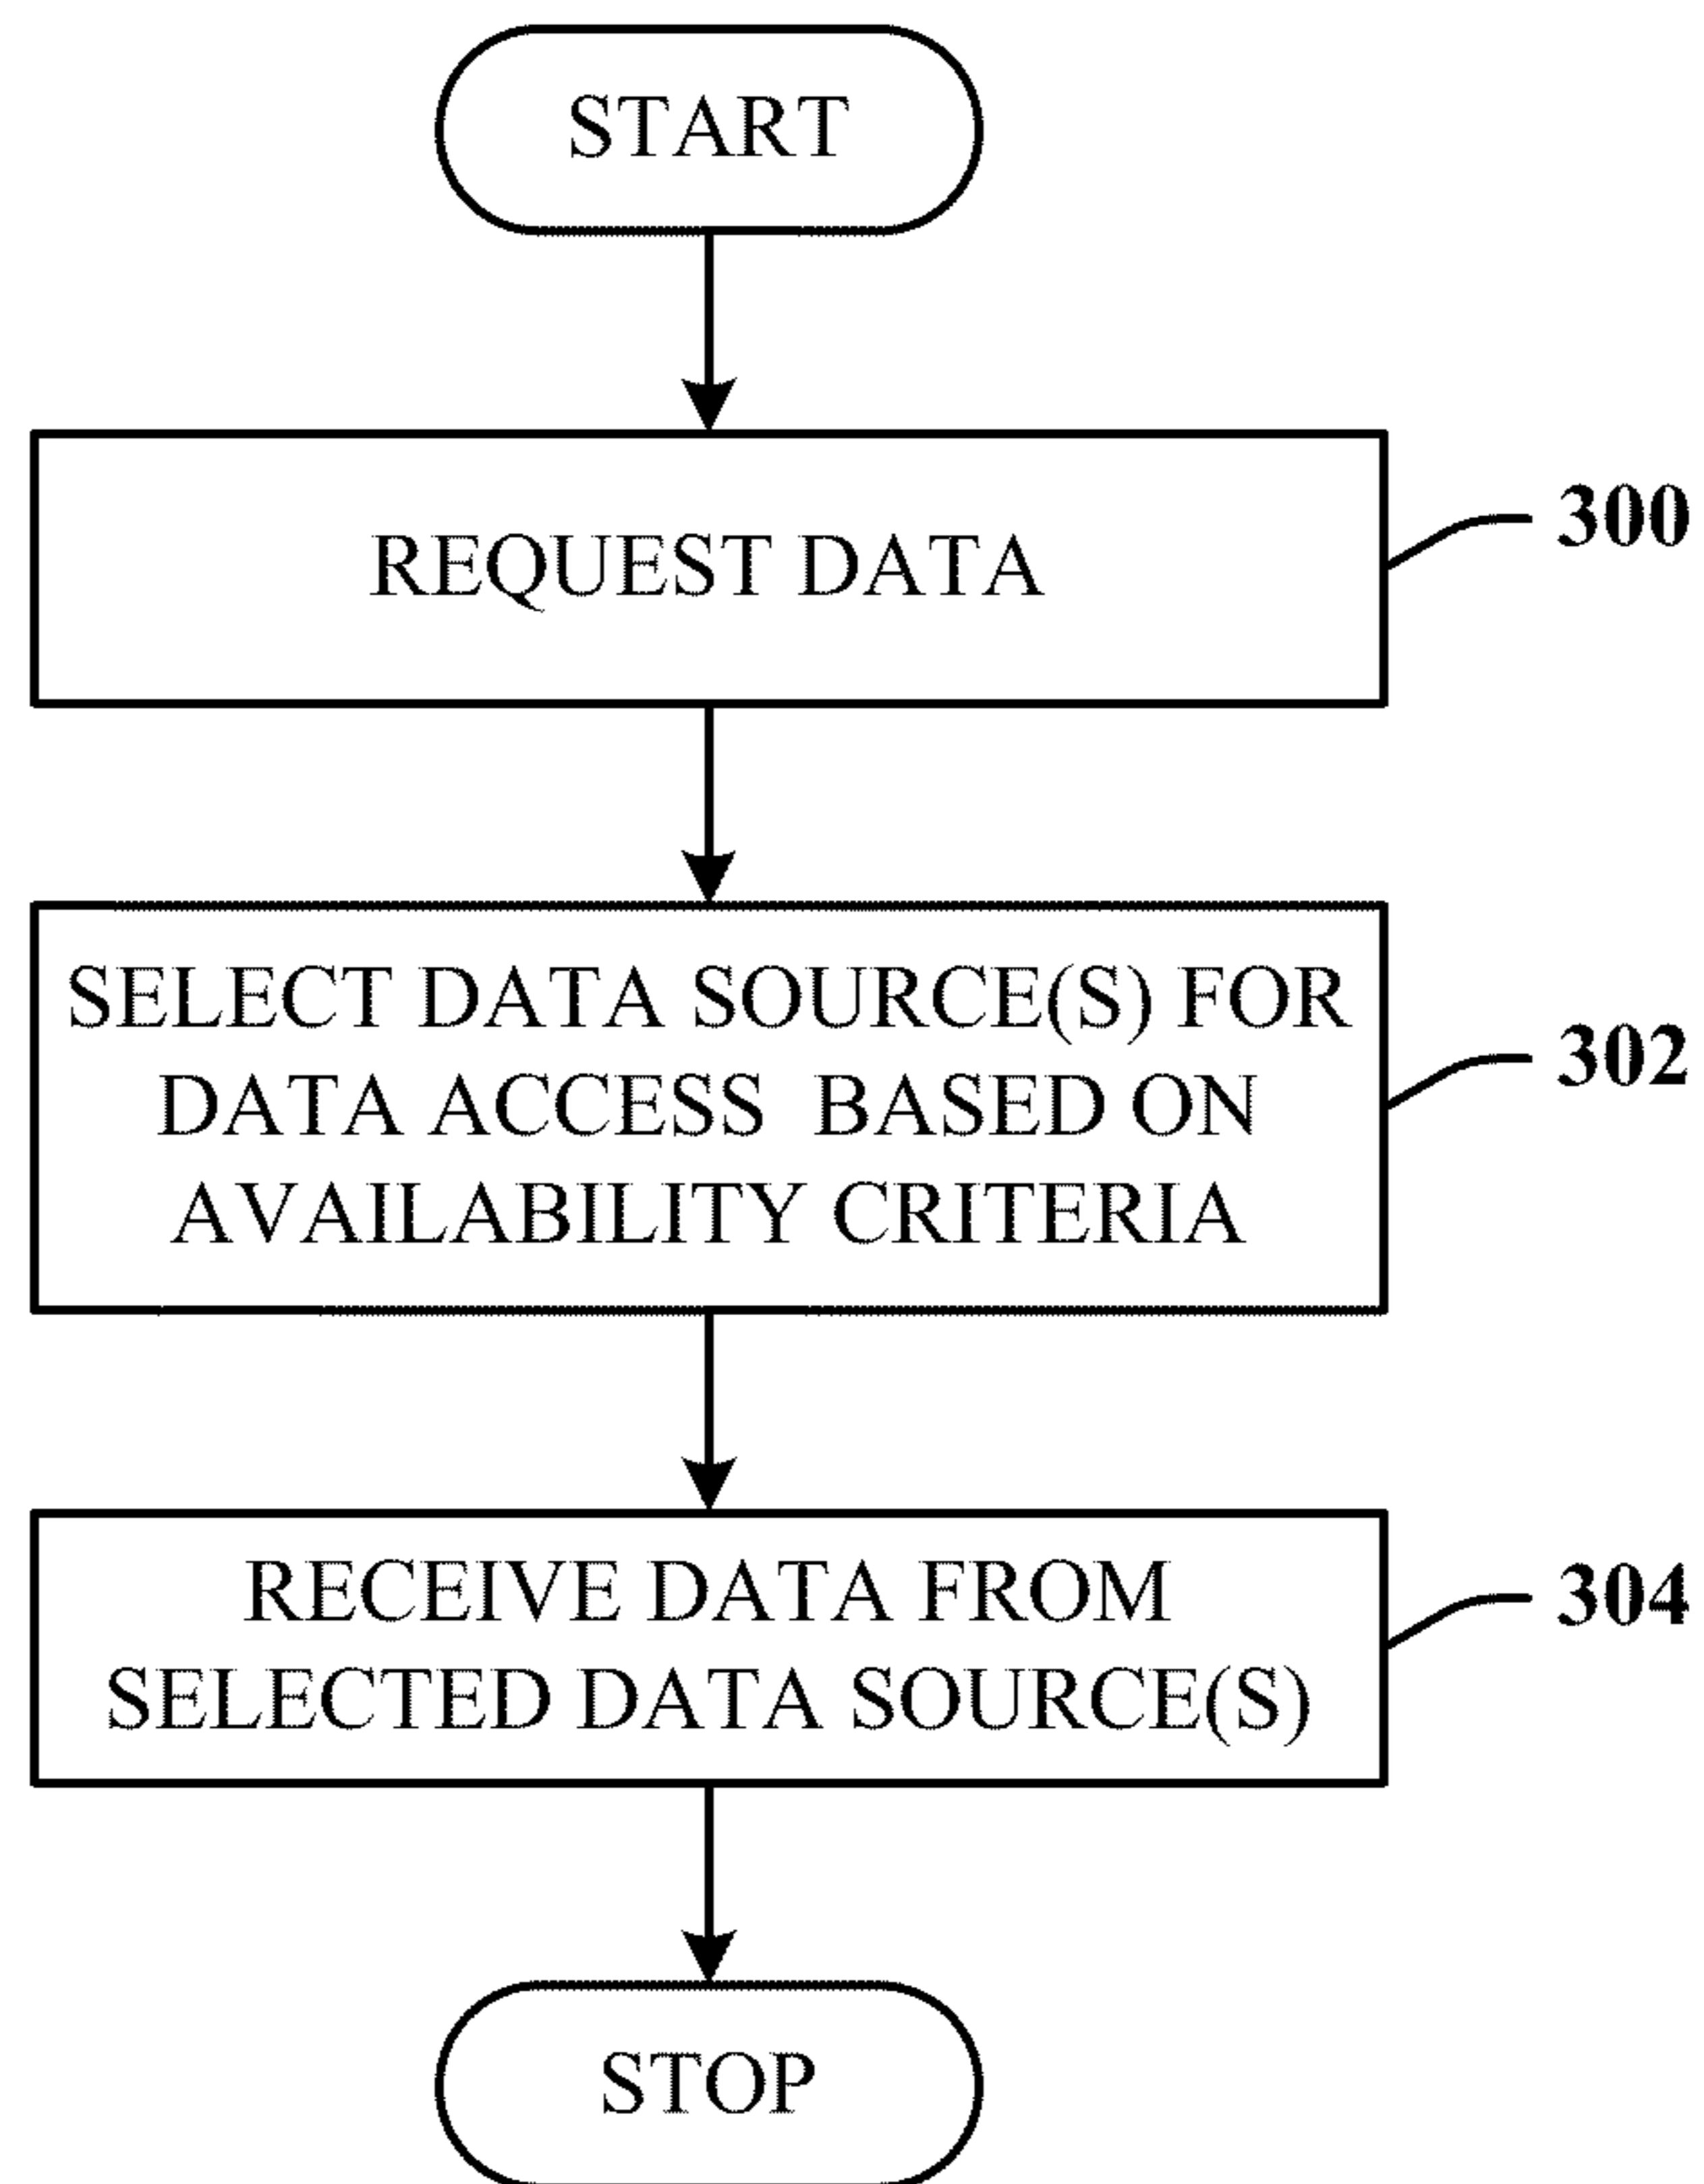 START
REQUEST DATA
300
SELECT DATA SOURCE(S) FOR
DATA ACCESS BASED ON
AVAILABILITY CRITERIA
302
RECEIVE DATA FROM
SELECTED DATA SOURCE(S)
304
STOP